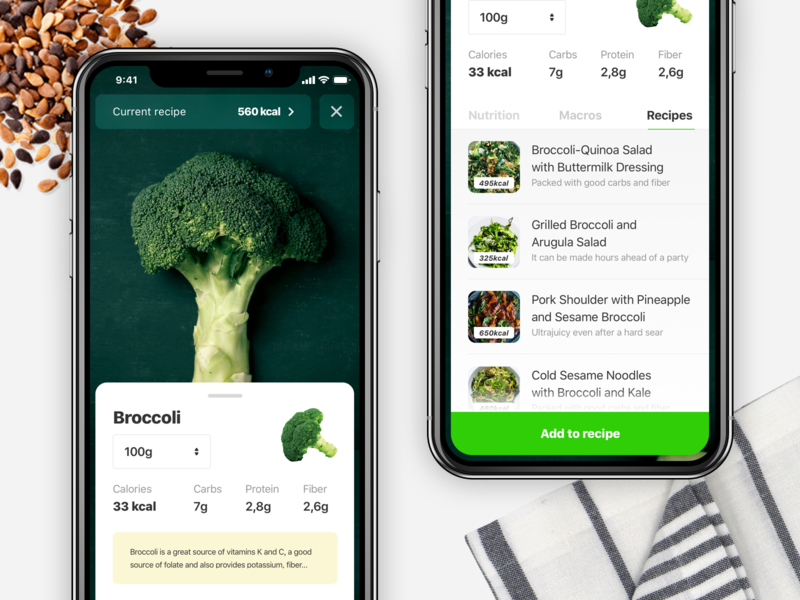 9:41
Current recipe 560 kcal
Broccoli
100g
Calories Carbs Protein Fiber
33 kcal 7g 2,8g 2,6g
Broccoli is a great source of vitamins K and C, a good
source of folate and also provides potassium, fiber...
100g
Calories Carbs Protein Fiber
33 kcal 7g 2,8g 2,6g
Nutrition Macros Recipes
Broccoli-Quinoa Salad
with Buttermilk Dressing
Packed with good carbs and fiber
495kcal
Grilled Broccoli and
Arugula Salad
It can be made hours ahead of a party
325kcal
Pork Shoulder with Pineapple
and Sesame Broccoli
Ultrajuicy even after a hard sear
650kcal
Cold Sesame Noodles
with Broccoli and Kale
Add to recipe